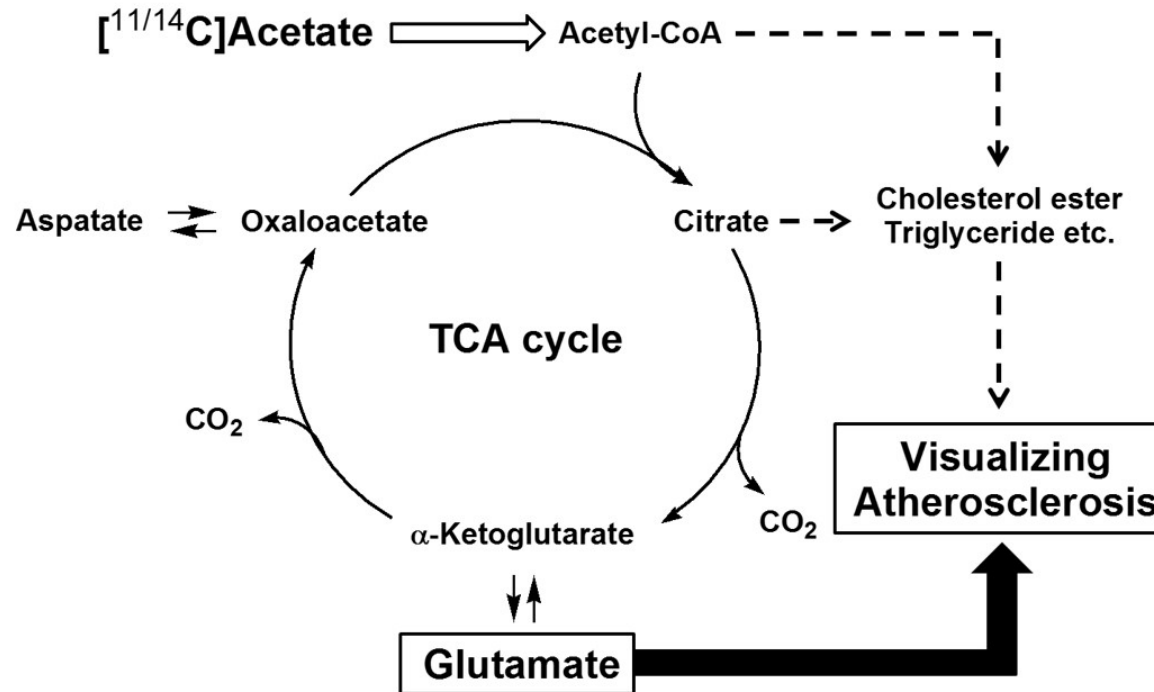 [11/14C]Acetate
Acetyl-CoA
Aspatate
Oxaloacetate
Citrate
Cholesterol ester
Triglyceride etc.
TCA cycle
CO2
Visualizing
Atherosclerosis
CO2
α-Ketoglutarate
Glutamate